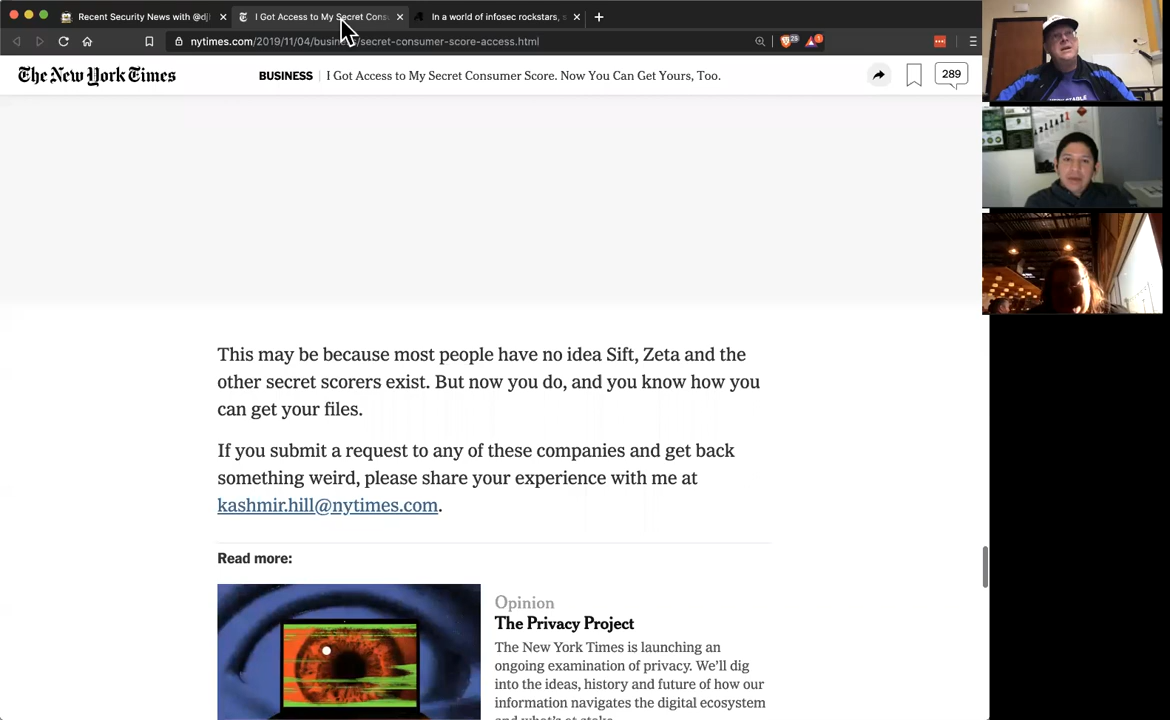 Recent Security News with @dj
I Got Access to My Secret Cons
In a world of infosec rockstars, s
nytimes.com/2019/11/04/business/secret-consumer-score-access.html
25
1
The New York Times
BUSINESS
I Got Access to My Secret Consumer Score. Now You Can Get Yours, Too.
289
This may be because most people have no idea Sift, Zeta and the
other secret scorers exist. But now you do, and you know how you
can get your files.
If you submit a request to any of these companies and get back
something weird, please share your experience with me at
kashmir.hill@nytimes.com.
Read more:
Opinion
The Privacy Project
The New York Times is launching an
ongoing examination of privacy. We'll dig
into the ideas, history and future of how our
information navigates the digital ecosystem
and what's at stake.